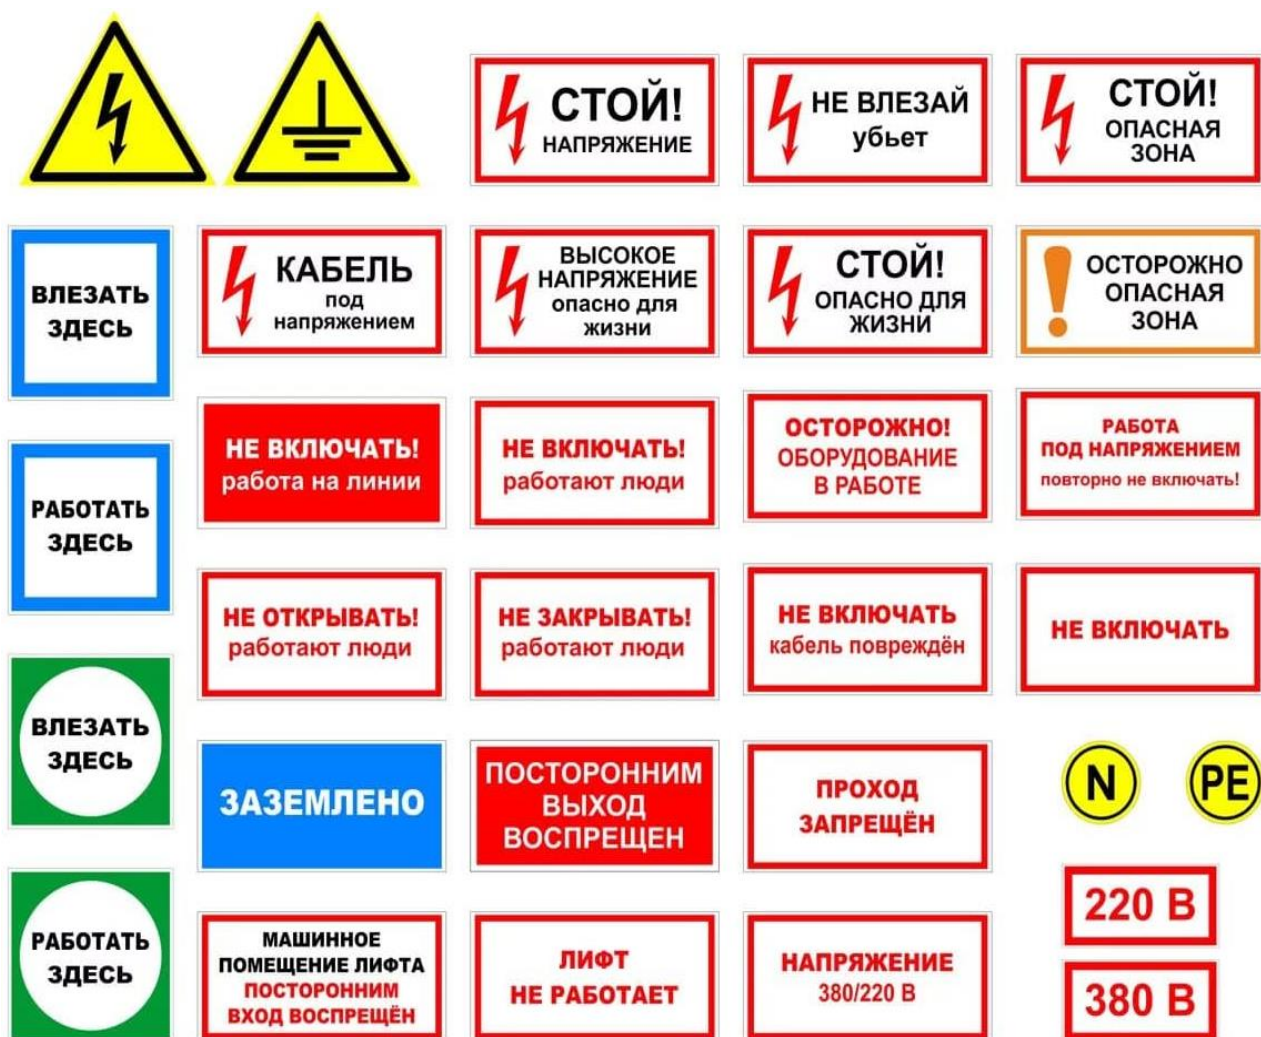 СТОЙ!
НАПРЯЖЕНИЕ
НЕ ВЛЕЗАЙ
убьет
СТОЙ!
ОПАСНАЯ
ЗОНА
ВЛЕЗАТЬ
ЗДЕСЬ
КАБЕЛЬ
под
напряжением
ВЫСОКОЕ
НАПРЯЖЕНИЕ
опасно для
жизни
СТОЙ!
ОПАСНО ДЛЯ
ЖИЗНИ
ОСТОРОЖНО
ОПАСНАЯ
ЗОНА
РАБОТАТЬ
ЗДЕСЬ
НЕ ВКЛЮЧАТЬ!
работа на линии
НЕ ВКЛЮЧАТЬ!
работают люди
ОСТОРОЖНО!
ОБОРУДОВАНИЕ
В РАБОТЕ
РАБОТА
ПОД НАПРЯЖЕНИЕМ
повторно не включать!
НЕ ОТКРЫВАТЬ!
работают люди
НЕ ЗАКРЫВАТЬ!
работают люди
НЕ ВКЛЮЧАТЬ
кабель повреждён
НЕ ВКЛЮЧАТЬ
ВЛЕЗАТЬ
ЗДЕСЬ
ЗАЗЕМЛЕНО
ПОСТОРОННИМ
ВЫХОД
ВОСПРЕЩЕН
ПРОХОД
ЗАПРЕЩЁН
N
PE
РАБОТАТЬ
ЗДЕСЬ
МАШИННОЕ
ПОМЕЩЕНИЕ ЛИФТА
ПОСТОРОННИМ
ВХОД ВОСПРЕЩЁН
ЛИФТ
НЕ РАБОТАЕТ
НАПРЯЖЕНИЕ
380/220 В
220 В
380 В